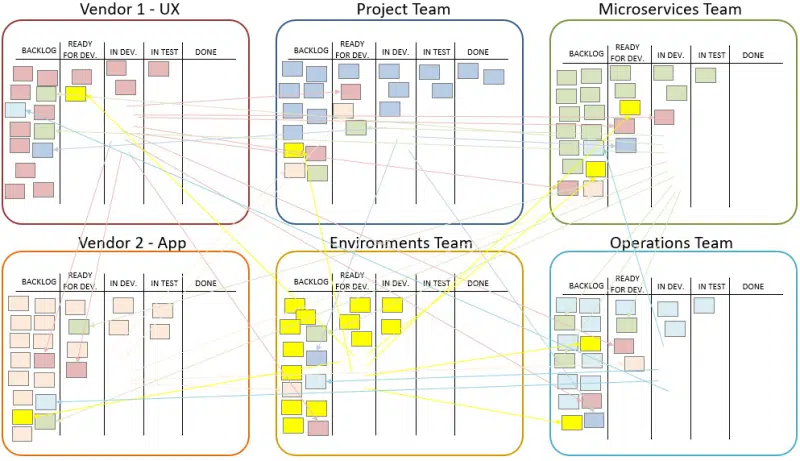 Vendor 1 - UX
BACKLOG
READY
FOR DEV.
IN DEV.
IN TEST
DONE
Project Team
BACKLOG
READY
FOR DEV.
IN DEV.
IN TEST
DONE
Microservices Team
BACKLOG
READY
FOR DEV.
IN DEV.
IN TEST
DONE
Vendor 2 - App
BACKLOG
READY
FOR DEV.
IN DEV.
IN TEST
DONE
Environments Team
BACKLOG
READY
FOR DEV.
IN DEV.
IN TEST
DONE
Operations Team
BACKLOG
READY
FOR DEV.
IN DEV.
IN TEST
DONE